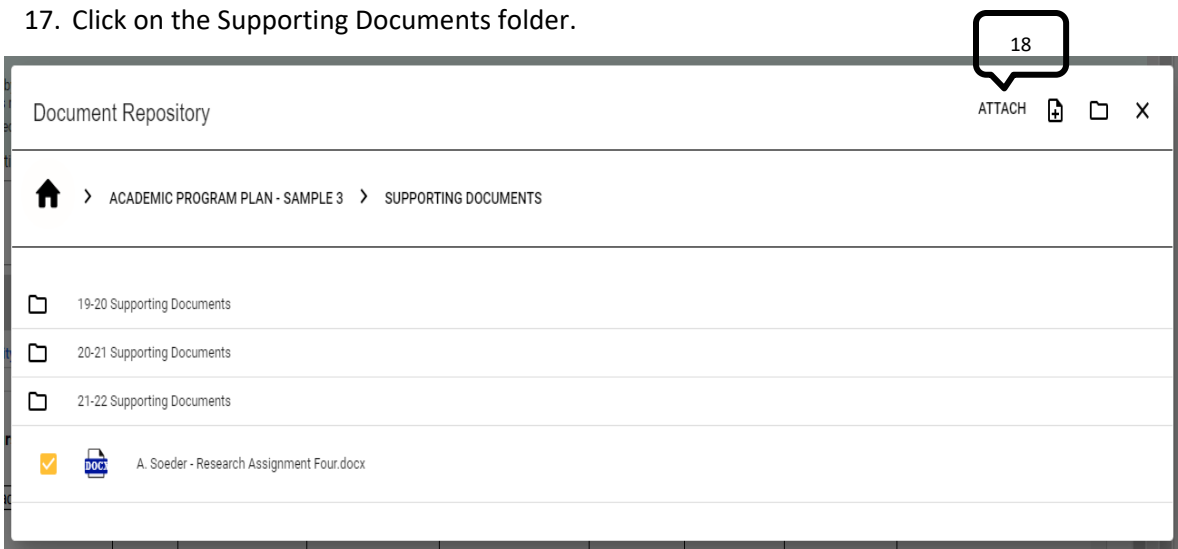 17. Click on the Supporting Documents folder.
18
Document Repository
ATTACH
ACADEMIC PROGRAM PLAN - SAMPLE 3 > SUPPORTING DOCUMENTS
19-20 Supporting Documents
20-21 Supporting Documents
21-22 Supporting Documents
DOCX
A. Soeder - Research Assignment Four.docx